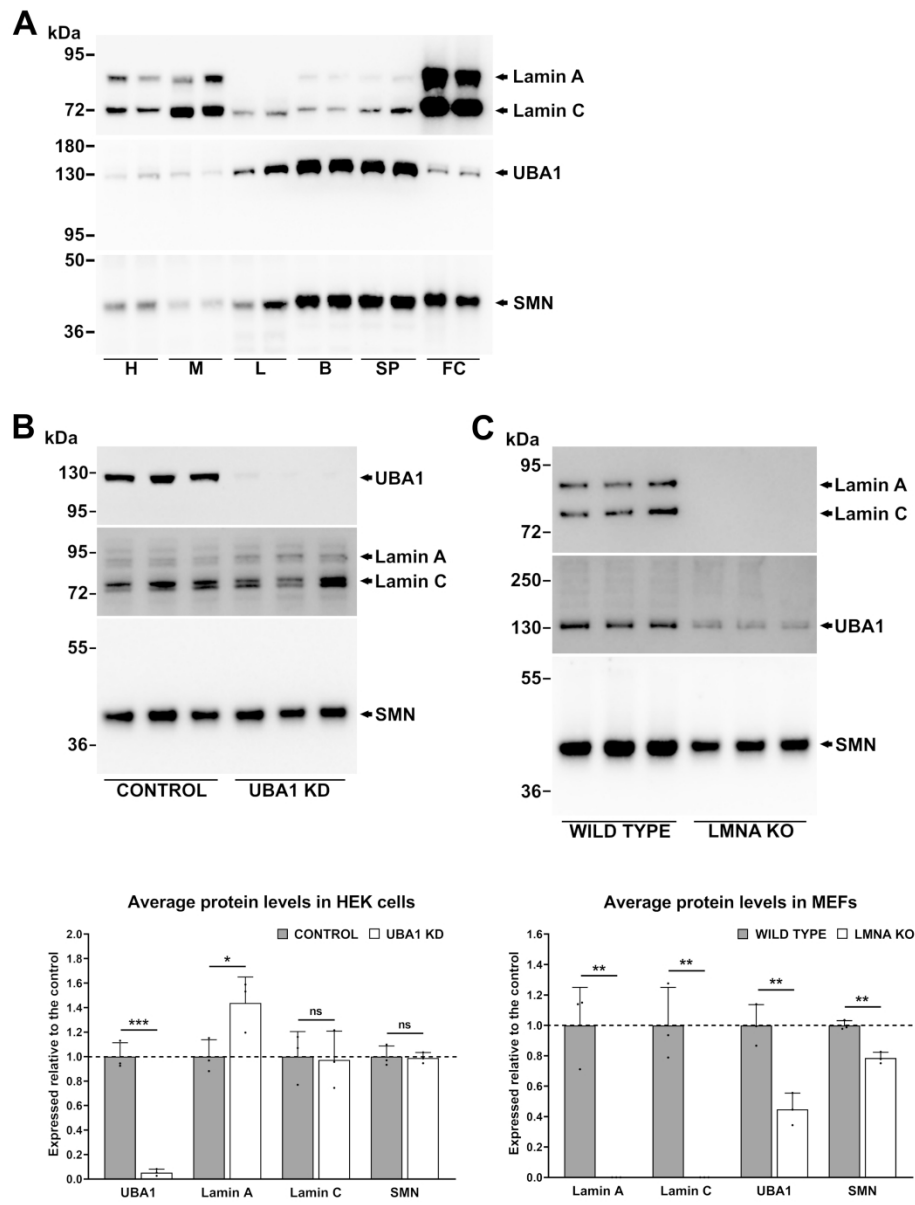 A
kDa
95
Lamin A
72
Lamin C
180
130
UBA1
95
50
SMN
36
H M L B SP FC
B
kDa
130
UBA1
95
95
Lamin A
Lamin C
72
55
SMN
36
CONTROL UBA1 KD
C
kDa
95
Lamin A
Lamin C
72
250
130
UBA1
55
SMN
36
WILD TYPE LMNA KO
Average protein levels in HEK cells
CONTROL UBA1 KD
Expressed relative to the control
2.0
1.8
1.6
1.4
1.2
1.0
0.8
0.6
0.4
0.2
0.0
***
*
ns
ns
UBA1 Lamin A Lamin C SMN
Average protein levels in MEFs
WILD TYPE LMNA KO
Expressed relative to the control
1.6
1.4
1.2
1.0
0.8
0.6
0.4
0.2
0.0
**
**
**
**
Lamin A Lamin C UBA1 SMN